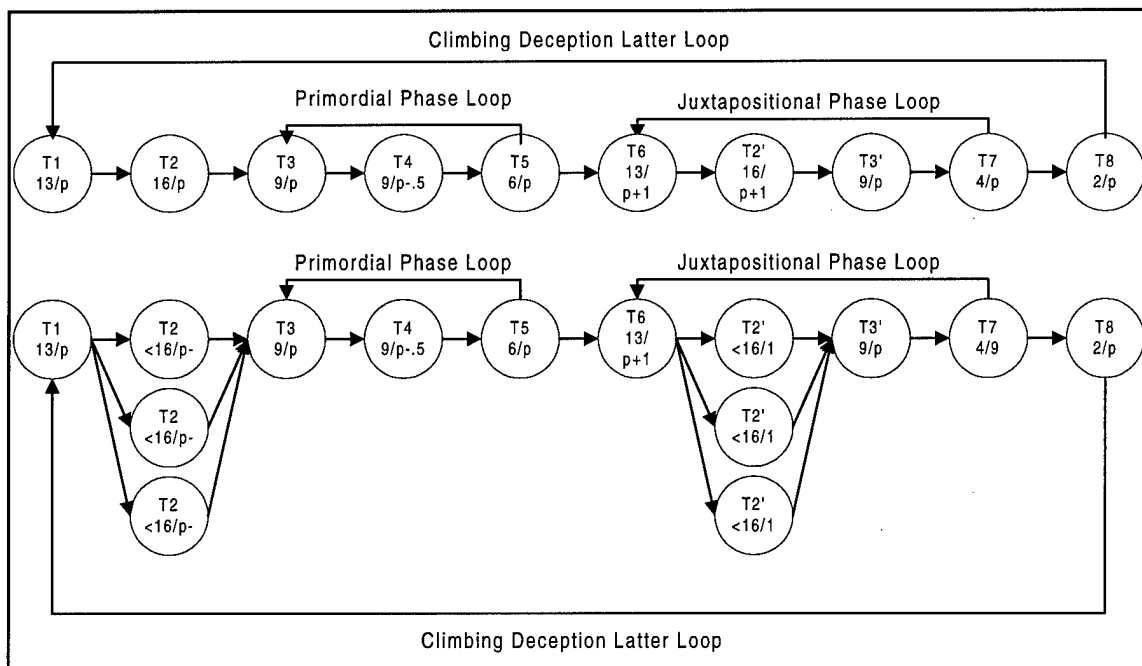 Climbing Deception Latter Loop
Primordial Phase Loop
Juxtapositional Phase Loop
T1
13/p
T2
16/p
T3
9/p
T4
9/p-.5
T5
6/p
T6
13/
p+1
T2'
16/
p+1
T3'
9/p
T7
4/p
T8
2/p
Primordial Phase Loop
Juxtapositional Phase Loop
T1
13/p
T2
<16/p-
T3
9/p
T4
9/p-.5
T5
6/p
T6
13/
p+1
T2'
<16/1
T3'
9/p
T7
4/9
T8
2/p
T2
<16/p-
T2'
<16/1
T2
<16/p-
T2'
<16/1
Climbing Deception Latter Loop